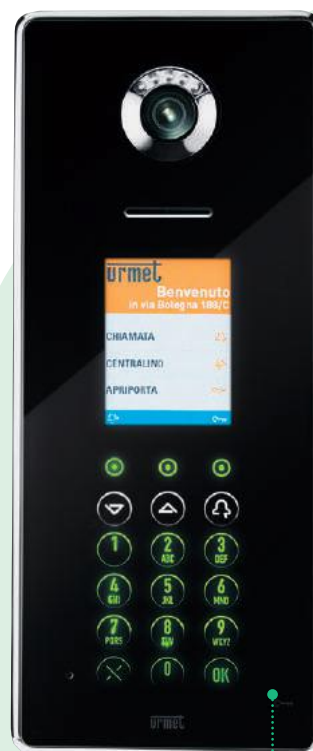 urmet
Benvenuto
in via Bologna 188/C
CHIAMATA
CENTRALINO
APRIPORTA
1 2 ABC 3 DEF
4 GHI 5 JKL 6 MNO
7 PQRS 8 TUV 9 WXYZ
0 OK
urmet